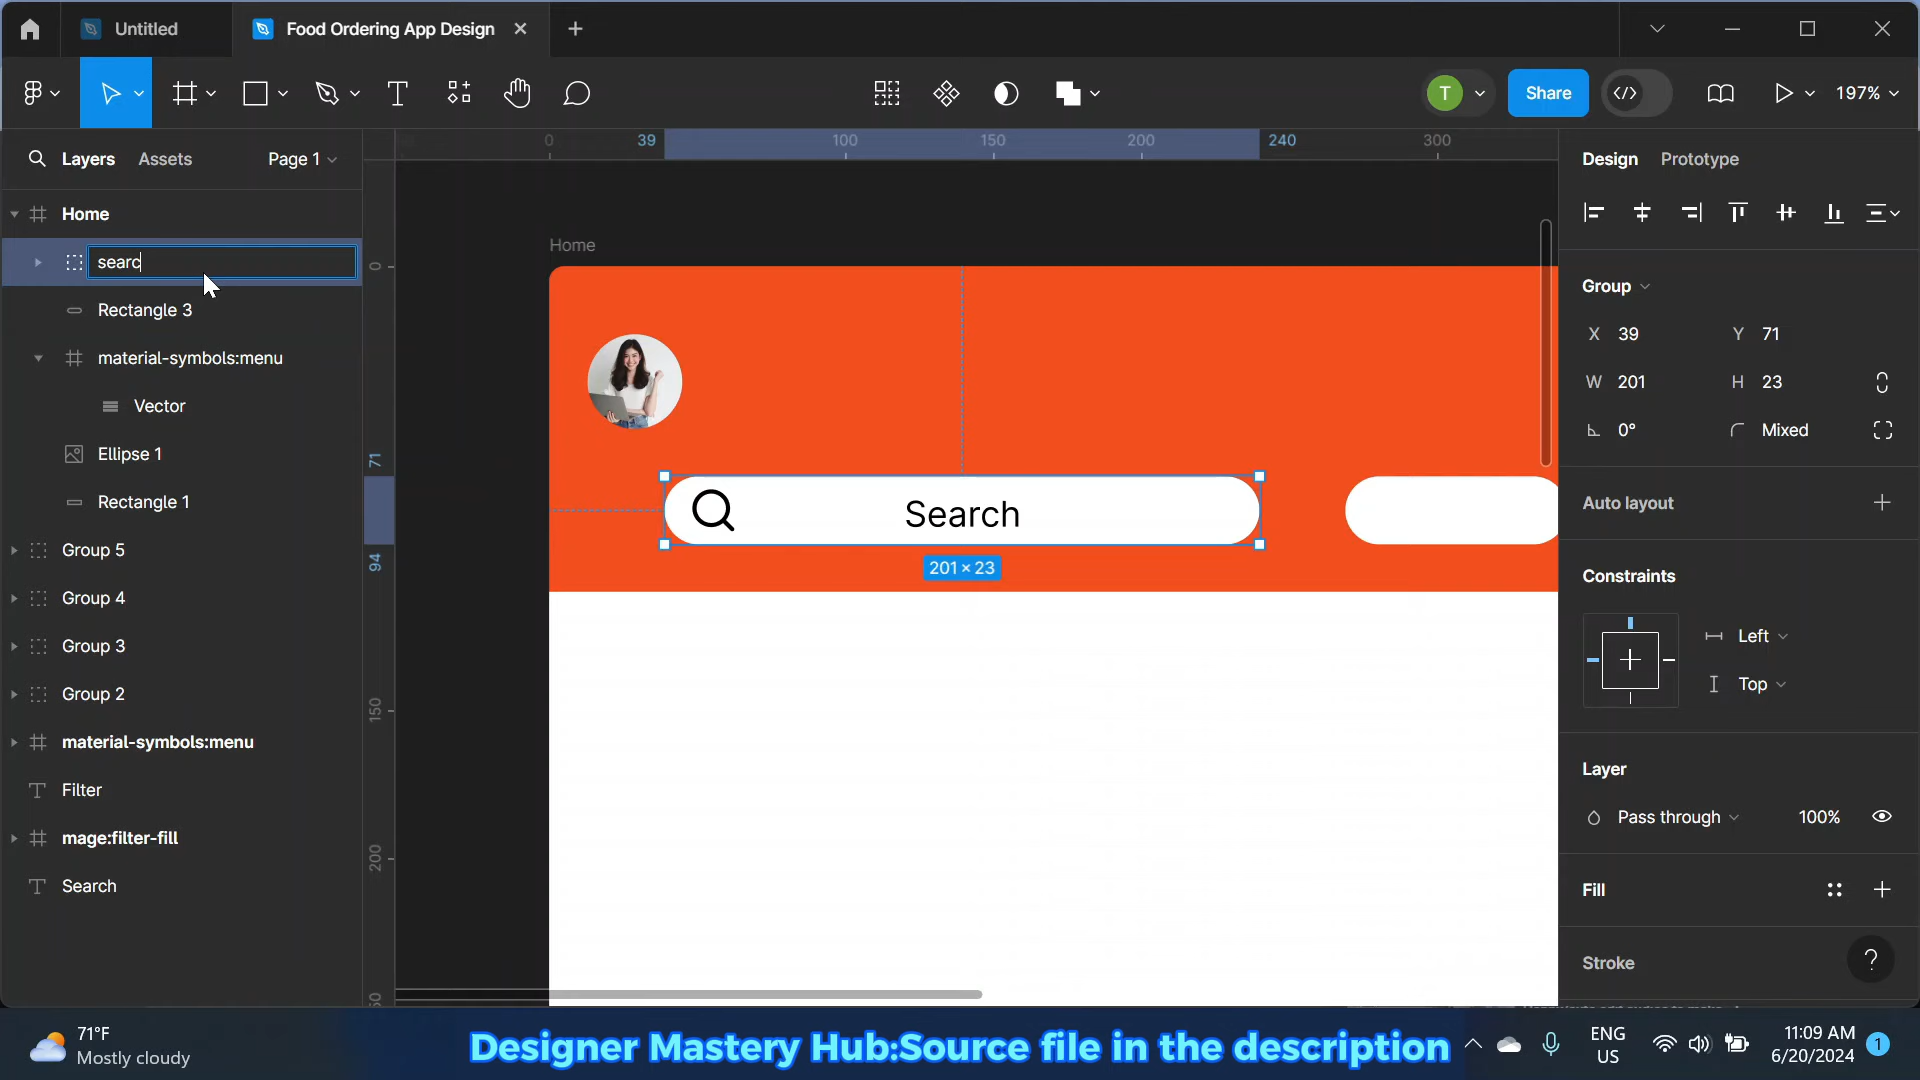 Untitled
Food Ordering App Design
T
Share
197%
Layers
Assets
Page 1
Home
searc
Rectangle 3
material-symbols:menu
Vector
Ellipse 1
Rectangle 1
Group 5
Group 4
Group 3
Group 2
material-symbols:menu
Filter
mage:filter-fill
Search
0
39
100
150
200
240
300
0
71
94
150
200
50
Home
Search
201 × 23
Design
Prototype
Group
X 39
Y 71
W 201
H 23
0°
Mixed
Auto layout
Constraints
Left
Top
Layer
Pass through
100%
Fill
Stroke
?
71°F
Mostly cloudy
Designer Mastery Hub:Source file in the description
ENG
US
11:09 AM
6/20/2024
1